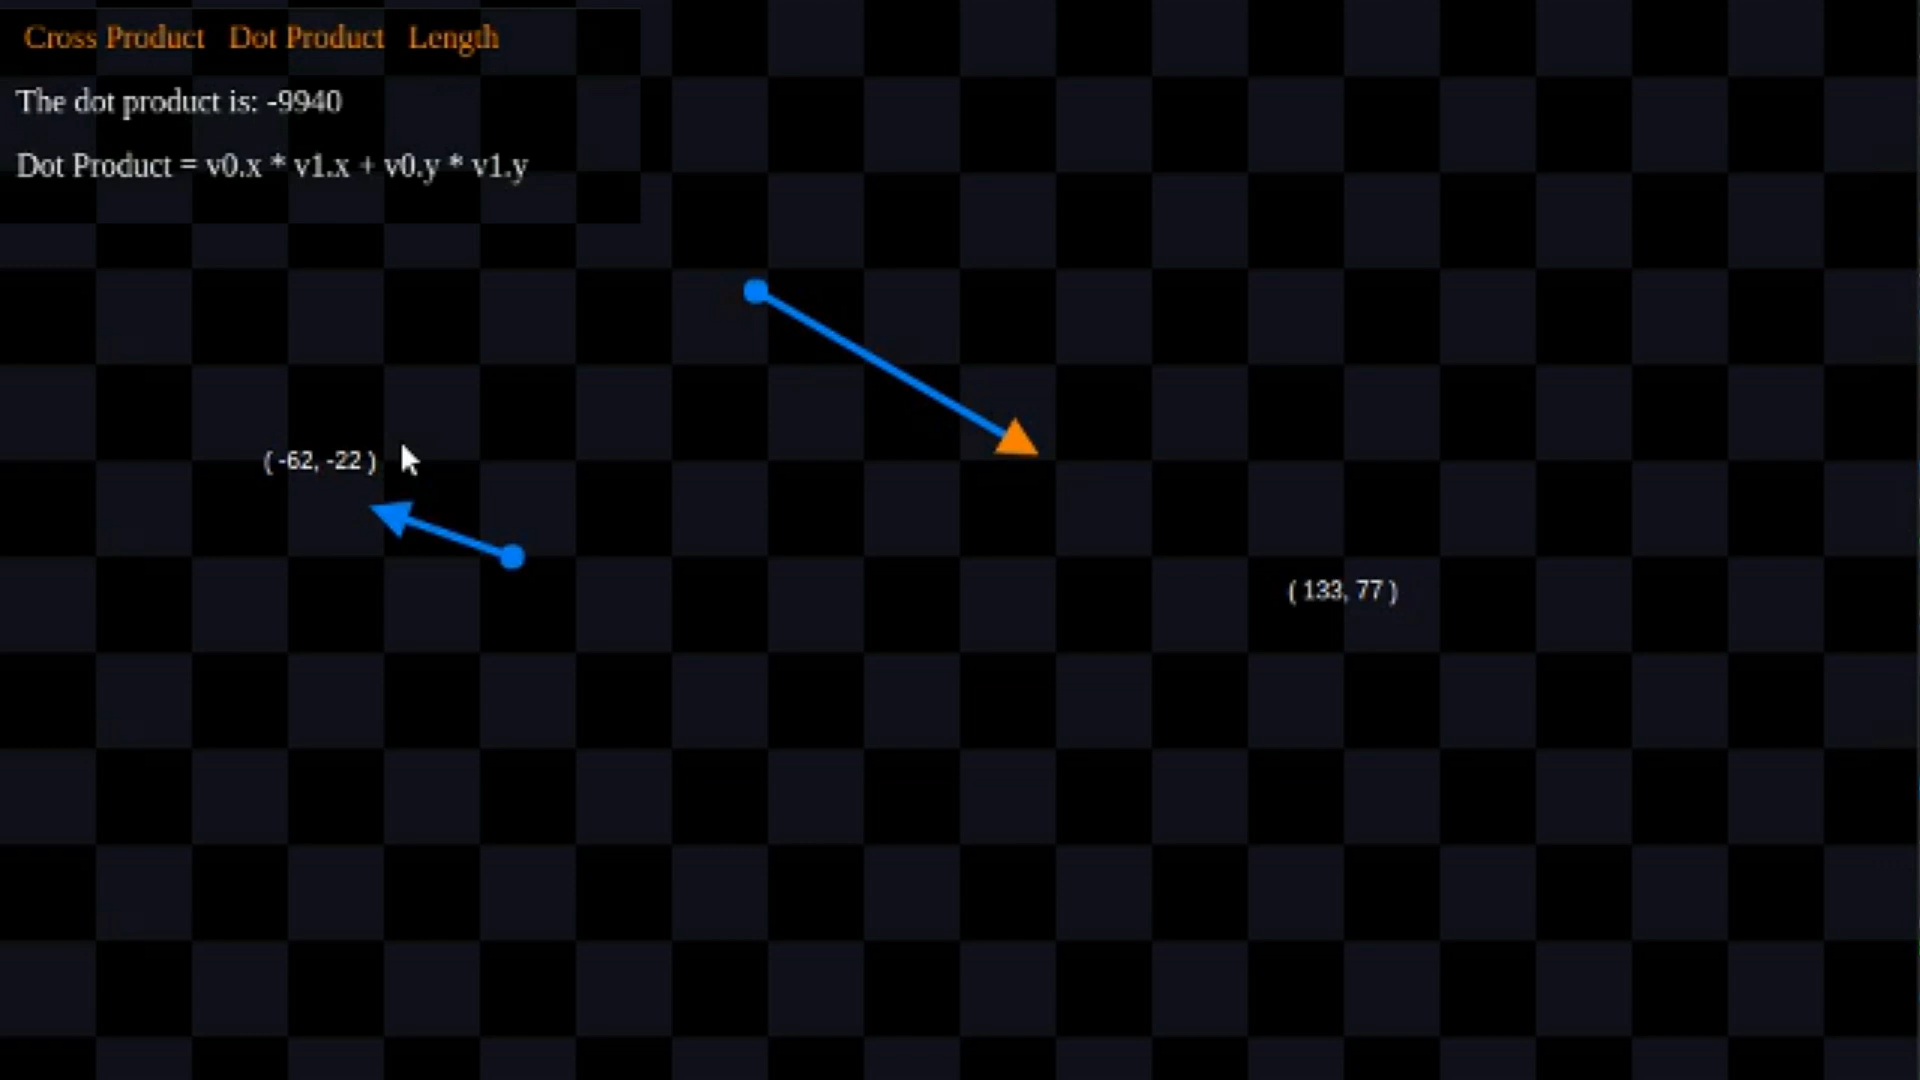 Cross Product Dot Product Length
The dot product is: -9940
Dot Product = v0.x * v1.x + v0.y * v1.y
( -62, -22 )
( 133, 77 )